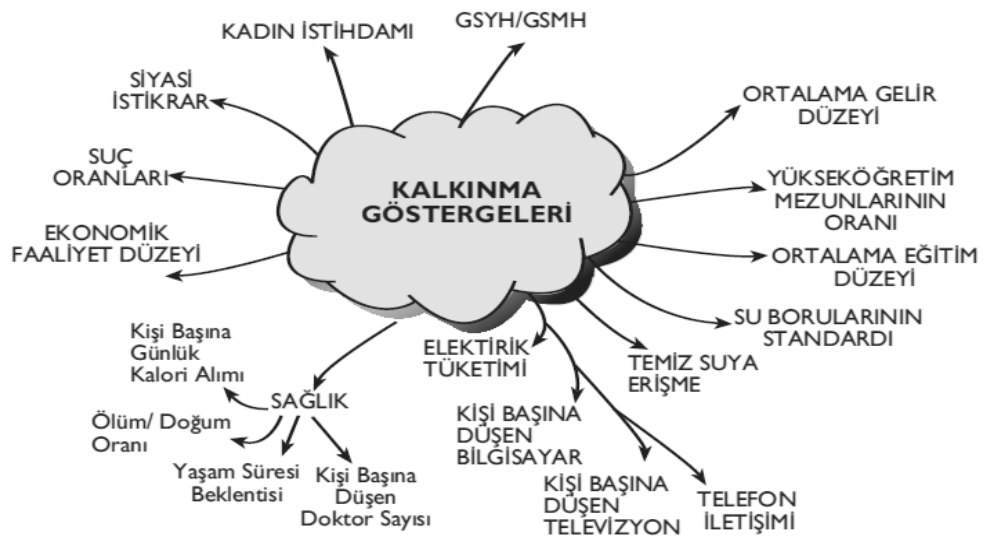 GSYH/GSMH
KADIN İSTİHDAMI
SİYASİ
İSTİKRAR
SUÇ
ORANLARI
EKONOMİK
FAALİYET DÜZEYİ
KALKINMA
GÖSTERGELERİ
ORTALAMA GELİR
DÜZEYİ
YÜKSEKÖĞRETİM
MEZUNLARININ
ORANI
ORTALAMA EĞİTİM
DÜZEYİ
SU BORULARININ
STANDARDI
TEMİZ SUYA
ERİŞME
ELEKTİRİK
TÜKETİMİ
KİŞİ BAŞINA
DÜŞEN
BİLGİSAYAR
KİŞİ BAŞINA
DÜŞEN
TELEVİZYON
TELEFON
İLETİŞİMİ
SAĞLIK
Kişi Başına
Günlük
Kalori Alımı
Ölüm/ Doğum
Oranı
Yaşam Süresi
Beklentisi
Kişi Başına
Düşen
Doktor Sayısı